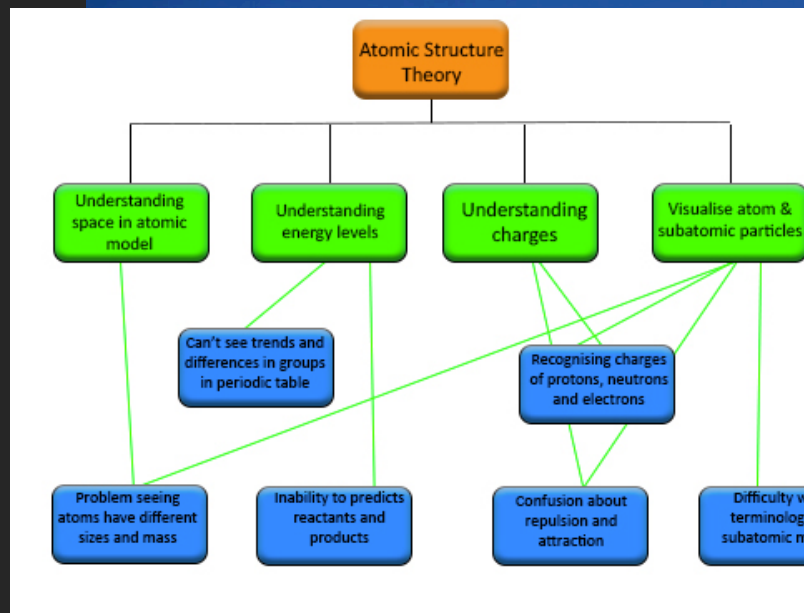 Atomic Structure
Theory
Understanding
space in atomic
model
Understanding
energy levels
Understanding
charges
Visualise atom &
subatomic particles
Can't see trends and
differences in groups
in periodic table
Recognising charges
of protons, neutrons
and electrons
Problem seeing
atoms have different
sizes and mass
Inability to predicts
reactants and
products
Confusion about
repulsion and
attraction
Difficulty
subatomic